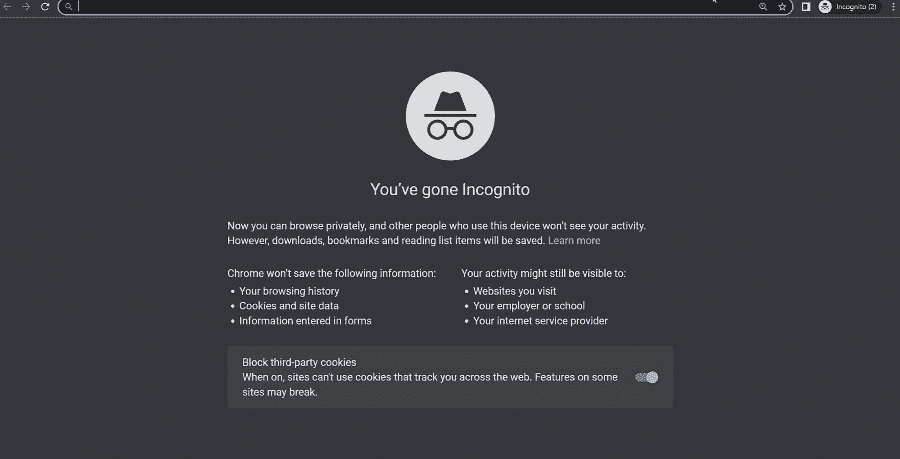 Incognito (2)
You've gone Incognito
Now you can browse privately, and other people who use this device won't see your activity.
However, downloads, bookmarks and reading list items will be saved. Learn more
Chrome won't save the following information:
• Your browsing history
• Cookies and site data
• Information entered in forms
Your activity might still be visible to:
• Websites you visit
• Your employer or school
• Your internet service provider
Block third-party cookies
When on, sites can't use cookies that track you across the web. Features on some
sites may break.